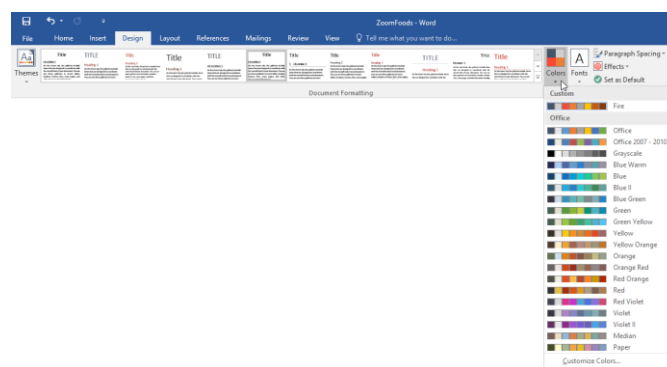 ZoomFoods - Word
File Home Insert Design Layout References Mailings Review View Tell me what you want to do...
Themes
Title TITLE Title Title TITLE Title Title Title Title TITLE Title Title
Colors
Fonts
Paragraph Spacing
Effects
Set as Default
Document Formatting
Custom
Fire
Office
Office
Office 2007 - 2010
Grayscale
Blue Warm
Blue
Blue II
Blue Green
Green
Green Yellow
Yellow
Yellow Orange
Orange
Orange Red
Red Orange
Red
Red Violet
Violet
Violet II
Median
Paper
Customize Colors...